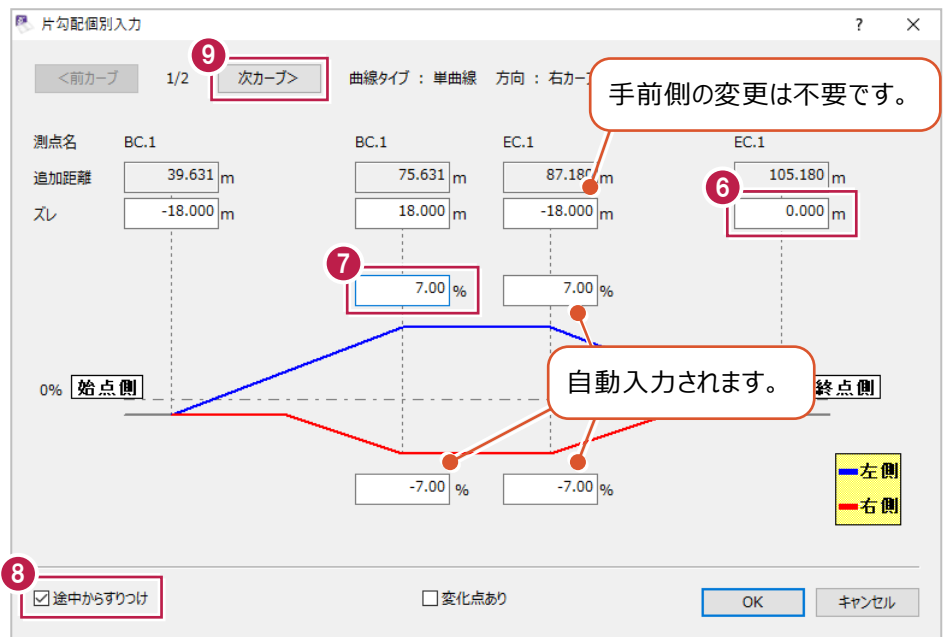 片勾配個別入力 ? ×
9
<前カーブ 1/2 次カーブ> 曲線タイプ : 単曲線 方向 : 右カーブ
手前側の変更は不要です。
測点名 BC.1 BC.1 EC.1 EC.1
追加距離 39.631 m 75.631 m 87.180 m 105.180 m
6
ズレ -18.000 m 18.000 m -18.000 m 0.000 m
7
7.00 % 7.00 %
自動入力されます。
0% 始点側 終点側
-7.00 % -7.00 %
左側
右側
8
途中からすりつけ 変化点あり OK キャンセル